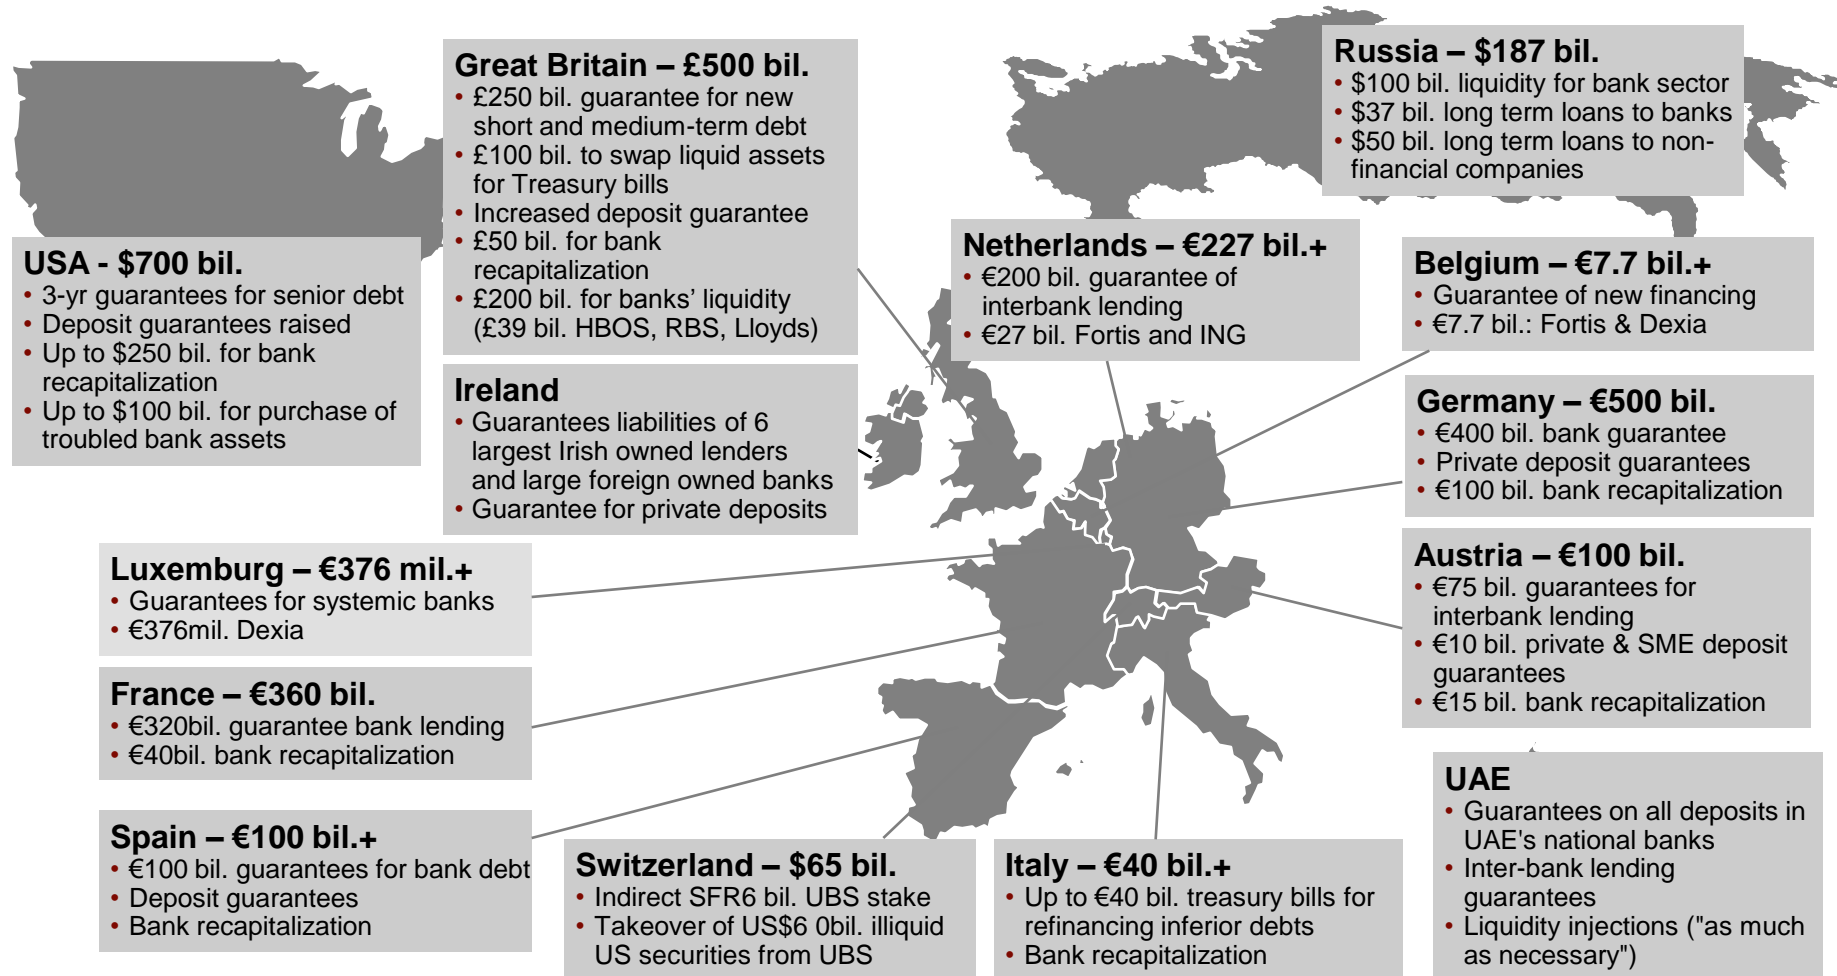 Great Britain – £500 bil.
• £250 bil. guarantee for new
short and medium-term debt
• £100 bil. to swap liquid assets
for Treasury bills
• Increased deposit guarantee
• £50 bil. for bank
recapitalization
• £200 bil. for banks’ liquidity
(£39 bil. HBOS, RBS, Lloyds)
Russia – $187 bil.
• $100 bil. liquidity for bank sector
• $37 bil. long term loans to banks
• $50 bil. long term loans to non-
financial companies
USA - $700 bil.
• 3-yr guarantees for senior debt
• Deposit guarantees raised
• Up to $250 bil. for bank
recapitalization
• Up to $100 bil. for purchase of
troubled bank assets
Netherlands – €227 bil.+
• €200 bil. guarantee of
interbank lending
• €27 bil. Fortis and ING
Belgium – €7.7 bil.+
• Guarantee of new financing
• €7.7 bil.: Fortis & Dexia
Ireland
• Guarantees liabilities of 6
largest Irish owned lenders
and large foreign owned banks
• Guarantee for private deposits
Germany – €500 bil.
• €400 bil. bank guarantee
• Private deposit guarantees
• €100 bil. bank recapitalization
Luxemburg – €376 mil.+
• Guarantees for systemic banks
• €376mil. Dexia
Austria – €100 bil.
• €75 bil. guarantees for
interbank lending
• €10 bil. private & SME deposit
guarantees
• €15 bil. bank recapitalization
France – €360 bil.
• €320bil. guarantee bank lending
• €40bil. bank recapitalization
Spain – €100 bil.+
• €100 bil. guarantees for bank debt
• Deposit guarantees
• Bank recapitalization
Switzerland – $65 bil.
• Indirect SFR6 bil. UBS stake
• Takeover of US$6 0bil. illiquid
US securities from UBS
Italy – €40 bil.+
• Up to €40 bil. treasury bills for
refinancing inferior debts
• Bank recapitalization
UAE
• Guarantees on all deposits in
UAE's national banks
• Inter-bank lending
guarantees
• Liquidity injections ("as much
as necessary")